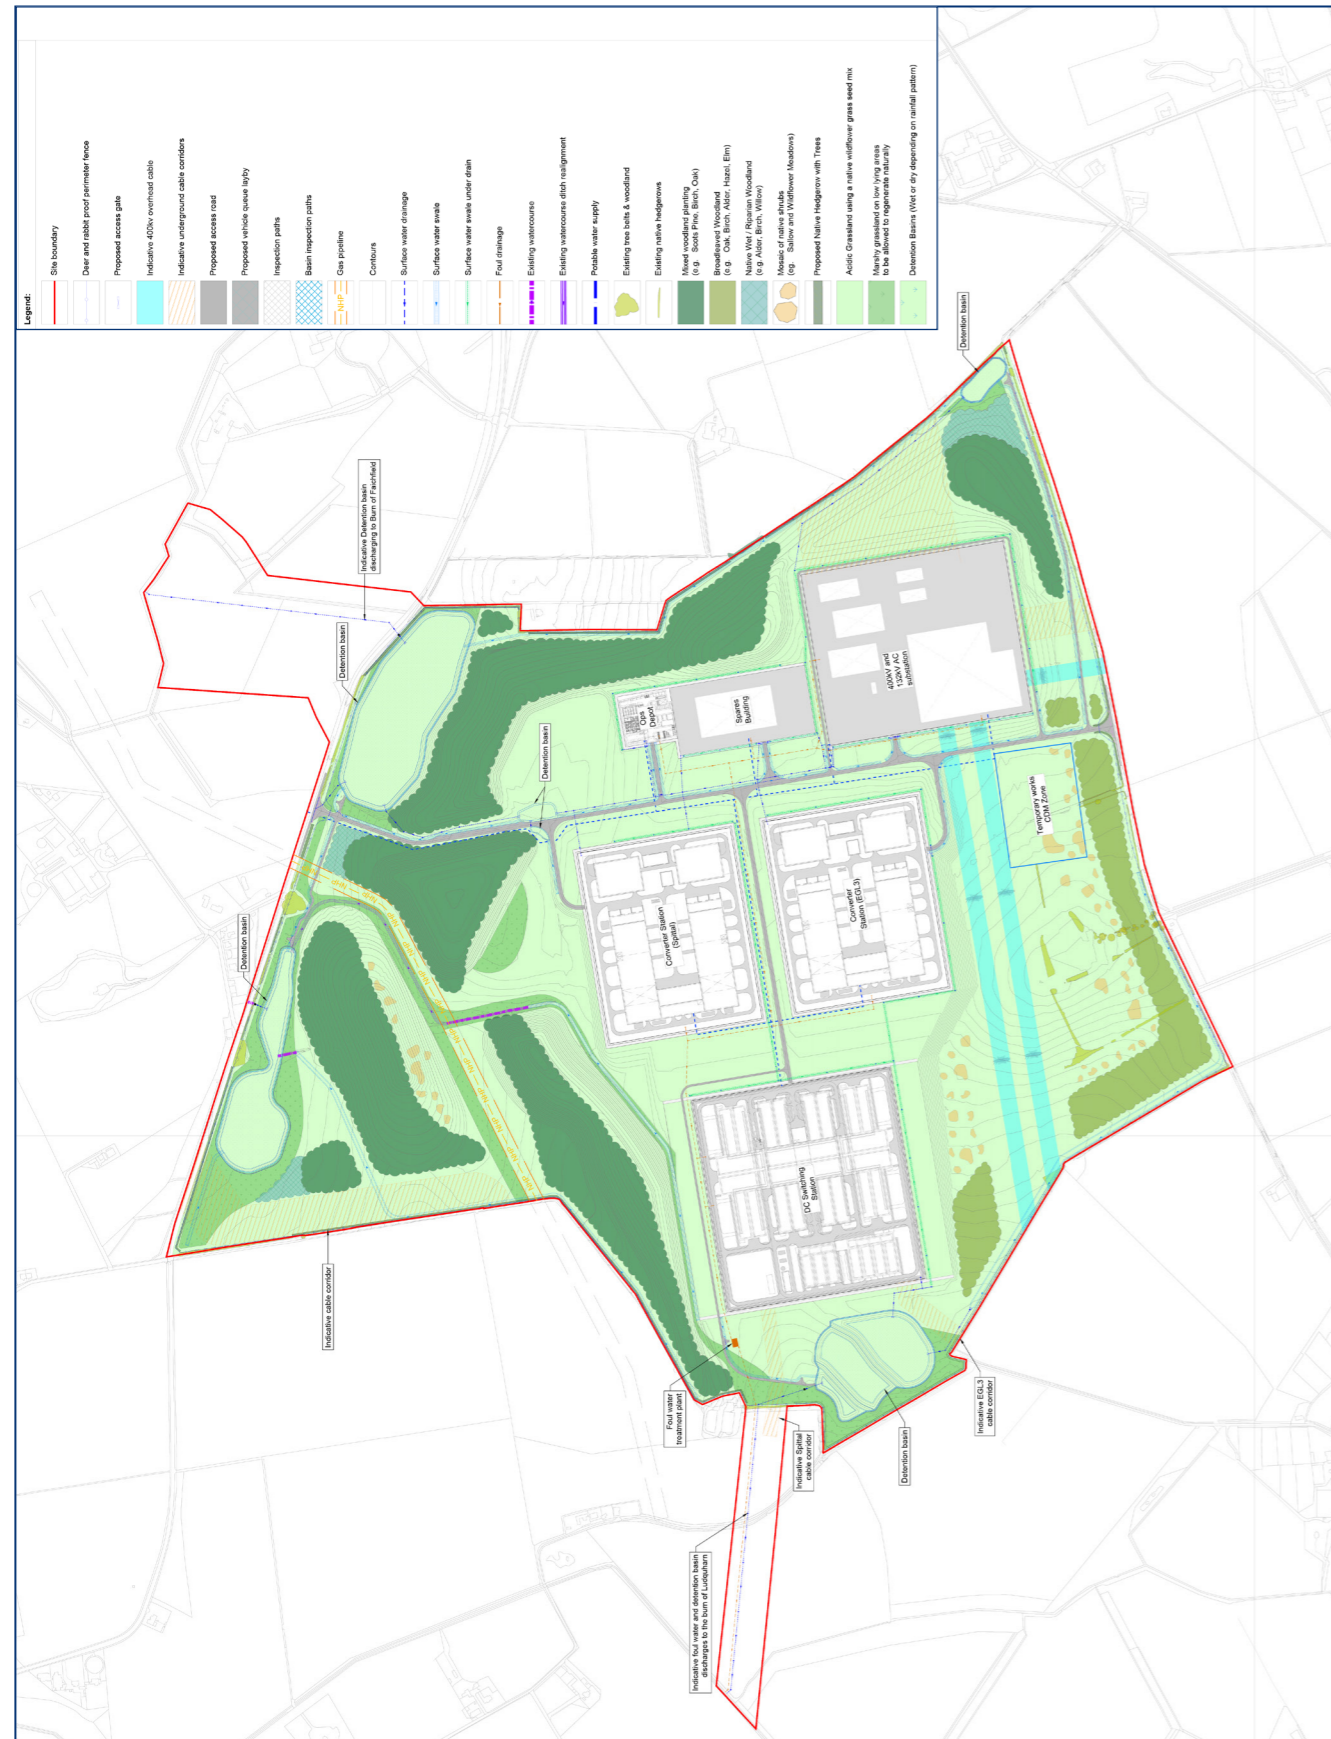 Legend:
Site boundary
Deer and rabbit proof perimeter fence
Proposed access gate
Indicative 400kv overhead cable
Indicative underground cable corridors
Proposed access road
Proposed vehicle queue layby
Inspection paths
Basin inspection paths
NHP
Gas pipeline
Contours
Surface water drainage
Surface water swale
Surface water swale under drain
Foul drainage
Existing watercourse
Existing watercourse ditch realignment
Potable water supply
Existing tree belts & woodland
Existing native hedgerows
Mixed woodland planting
(e.g. Scots Pine, Birch, Oak)
Broadleaved Woodland
(e.g. Oak, Birch, Alder, Hazel, Elm)
Native Wet / Riparian Woodland
(e.g. Alder, Birch, Willow)
Mosaic of native shrubs
(eg. Sallow and Wildflower Meadows)
Proposed Native Hedgerow with Trees
Acidic Grassland using a native wildflower grass seed mix
Marshy grassland on low lying areas
to be allowed to regenerate naturally
Detention Basins (Wet or dry depending on rainfall pattern)
Detention basin
Indicative Detention basin
discharging to Burn of Faichfield
Detention basin
Detention basin
Detention basin
Indicative cable corridor
Ops
Depot
Spares
Building
400kV and
132kV AC
substation
Temporary works
CDM Zone
Converter Station
(Spittal)
Converter
Station (EGL3)
DC Switching
Station
Foul water
treatment plant
Indicative Spittal
cable corridor
Detention basin
Indicative EGL3
cable corridor
Indicative foul water and detention basin
discharges to the burn of Ludquharn